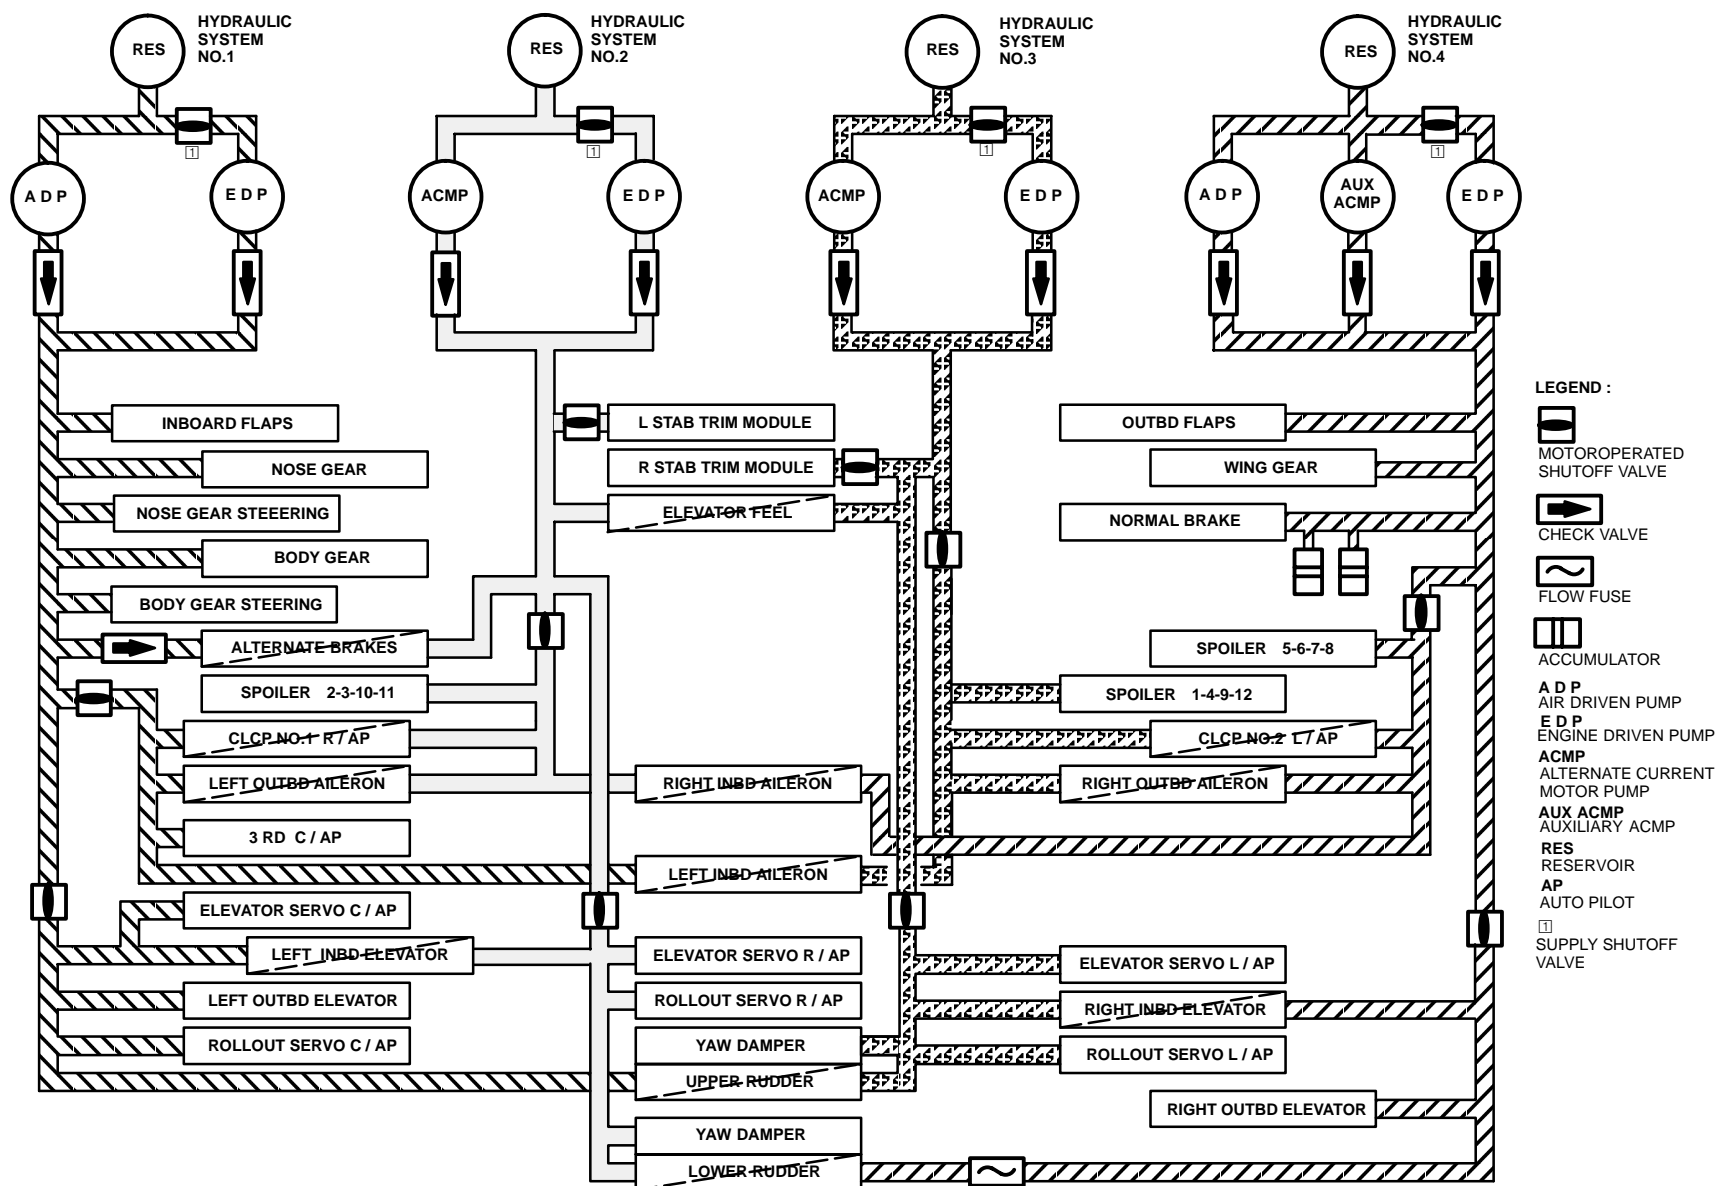 HYDRAULIC
SYSTEM
NO.1
RES
HYDRAULIC
SYSTEM
NO.2
RES
HYDRAULIC
SYSTEM
NO.3
RES
HYDRAULIC
SYSTEM
NO.4
RES
1
1
1
1
A D P
E D P
ACMP
E D P
ACMP
E D P
A D P
AUX
ACMP
E D P
INBOARD FLAPS
NOSE GEAR
NOSE GEAR STEEERING
BODY GEAR
BODY GEAR STEERING
ALTERNATE BRAKES
SPOILER 2-3-10-11
CLCP NO.1 R / AP
LEFT OUTBD AILERON
3 RD C / AP
ELEVATOR SERVO C / AP
LEFT INBD ELEVATOR
LEFT OUTBD ELEVATOR
ROLLOUT SERVO C / AP
L STAB TRIM MODULE
R STAB TRIM MODULE
ELEVATOR FEEL
RIGHT INBD AILERON
LEFT INBD AILERON
ELEVATOR SERVO R / AP
ROLLOUT SERVO R / AP
YAW DAMPER
UPPER RUDDER
YAW DAMPER
LOWER RUDDER
OUTBD FLAPS
WING GEAR
NORMAL BRAKE
SPOILER 5-6-7-8
SPOILER 1-4-9-12
CLCP NO.2 L / AP
RIGHT OUTBD AILERON
ELEVATOR SERVO L / AP
RIGHT INBD ELEVATOR
ROLLOUT SERVO L / AP
RIGHT OUTBD ELEVATOR
LEGEND :
MOTOROPERATED
SHUTOFF VALVE
CHECK VALVE
FLOW FUSE
ACCUMULATOR
A D P
AIR DRIVEN PUMP
E D P
ENGINE DRIVEN PUMP
ACMP
ALTERNATE CURRENT
MOTOR PUMP
AUX ACMP
AUXILIARY ACMP
RES
RESERVOIR
AP
AUTO PILOT
1
SUPPLY SHUTOFF
VALVE